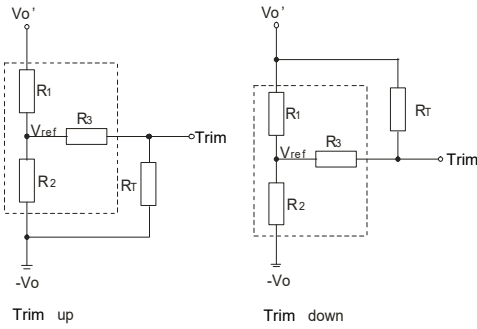 Vo'
R1
Vref
R3
Trim
R2
RT
-Vo
Trim up
Vo'
R1
RT
Vref
R3
Trim
R2
-Vo
Trim down